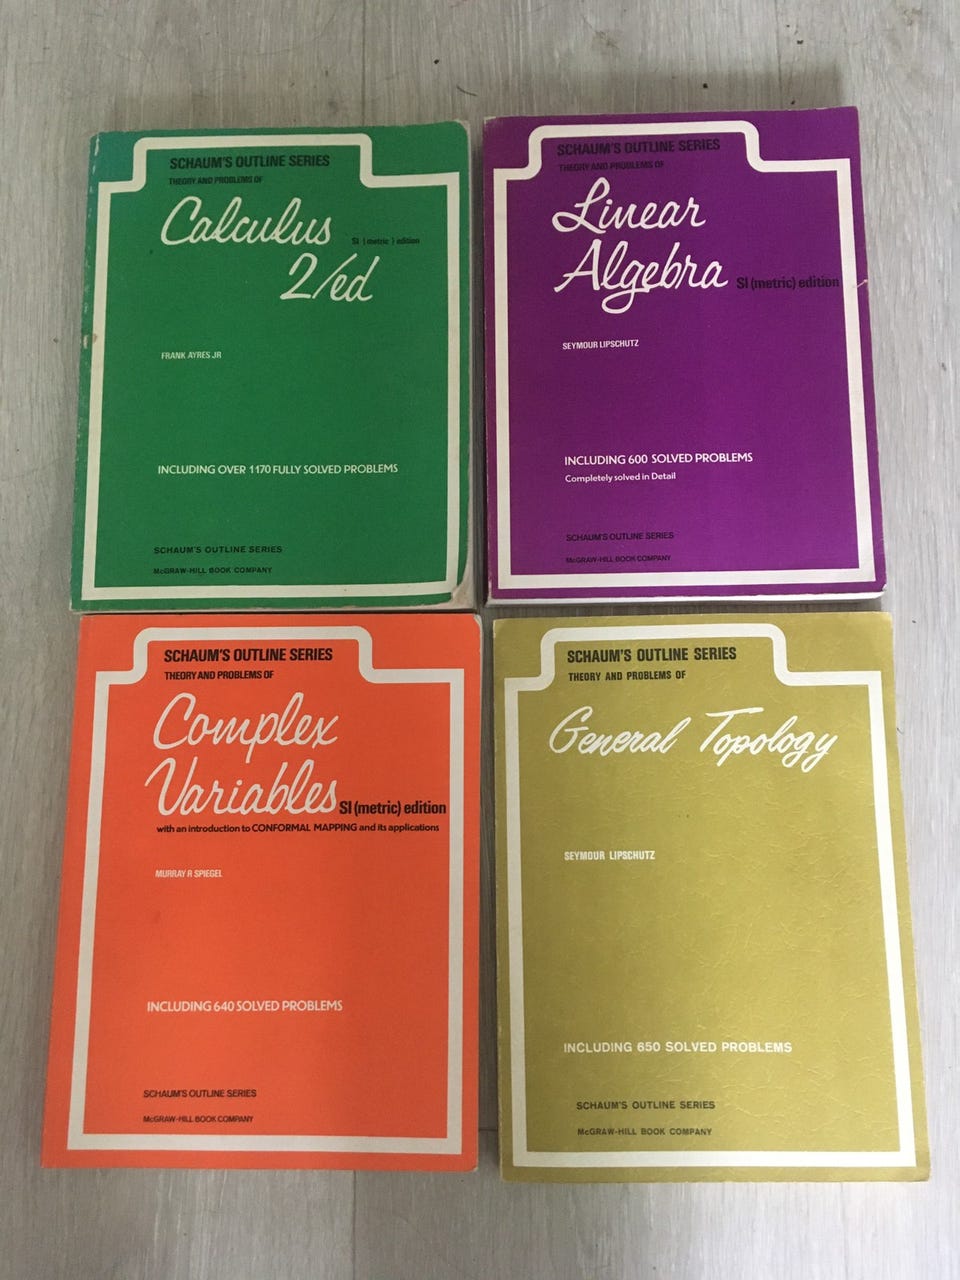 SCHAUM'S OUTLINE SERIES
THEORY AND PROBLEMS OF
Calculus
SI (metric) edition
2/ed
FRANK AYRES JR
INCLUDING OVER 1170 FULLY SOLVED PROBLEMS
SCHAUM'S OUTLINE SERIES
McGRAW-HILL BOOK COMPANY
SCHAUM'S OUTLINE SERIES
THEORY AND PROBLEMS OF
Linear
Algebra SI (metric) edition
SEYMOUR LIPSCHUTZ
INCLUDING 600 SOLVED PROBLEMS
Completely solved in Detail
SCHAUM'S OUTLINE SERIES
McGRAW-HILL BOOK COMPANY
SCHAUM'S OUTLINE SERIES
THEORY AND PROBLEMS OF
Complex
Variables SI (metric) edition
with an introduction to CONFORMAL MAPPING and its applications
MURRAY R SPIEGEL
INCLUDING 640 SOLVED PROBLEMS
SCHAUM'S OUTLINE SERIES
McGRAW-HILL BOOK COMPANY
SCHAUM'S OUTLINE SERIES
THEORY AND PROBLEMS OF
General Topology
SEYMOUR LIPSCHUTZ
INCLUDING 650 SOLVED PROBLEMS
SCHAUM'S OUTLINE SERIES
McGRAW-HILL BOOK COMPANY